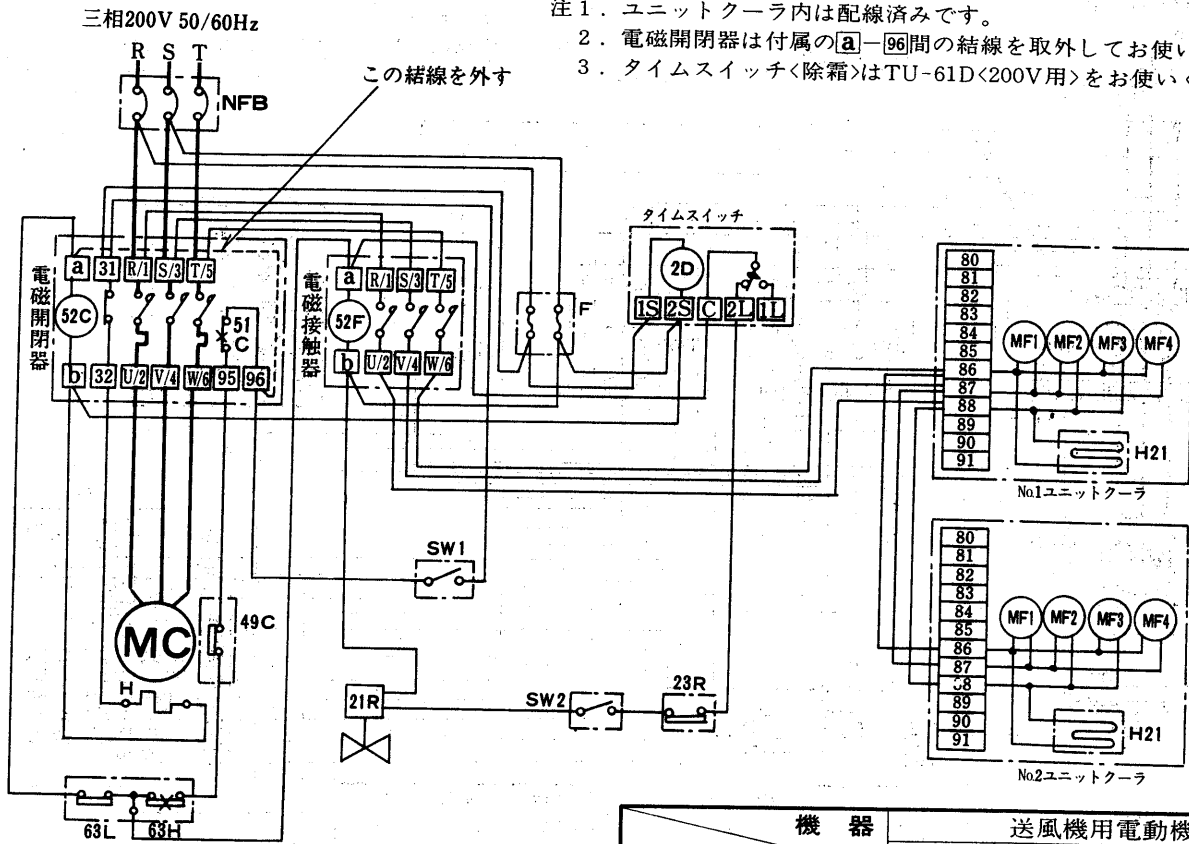 三相200V 50/60Hz
R S T
NFB
この結線を外す
注1. ユニットクーラ内は配線済みです。
2. 電磁開閉器は付属のa-96間の結線を取外してお使い
3. タイムスイッチ<除霜>はTU-61D<200V用>をお使い
電磁開閉器
a 31 R/1 S/3 T/5
52C
51C
b 32 U/2 V/4 W/6 95 96
電磁接触器
a R/1 S/3 T/5
52F
b U/2 V/4 W/6
F
タイムスイッチ
2D
1S 2S C 2L 1L
80
81
82
83
84
85
86
87
88
89
90
91
MF1 MF2 MF3 MF4
H21
No.1ユニットクーラ
80
81
82
83
84
85
86
87
88
89
90
91
MF1 MF2 MF3 MF4
H21
No.2ユニットクーラ
SW1
MC
49C
H
21R
SW2
23R
63L 63H
機器
送風機用電動機